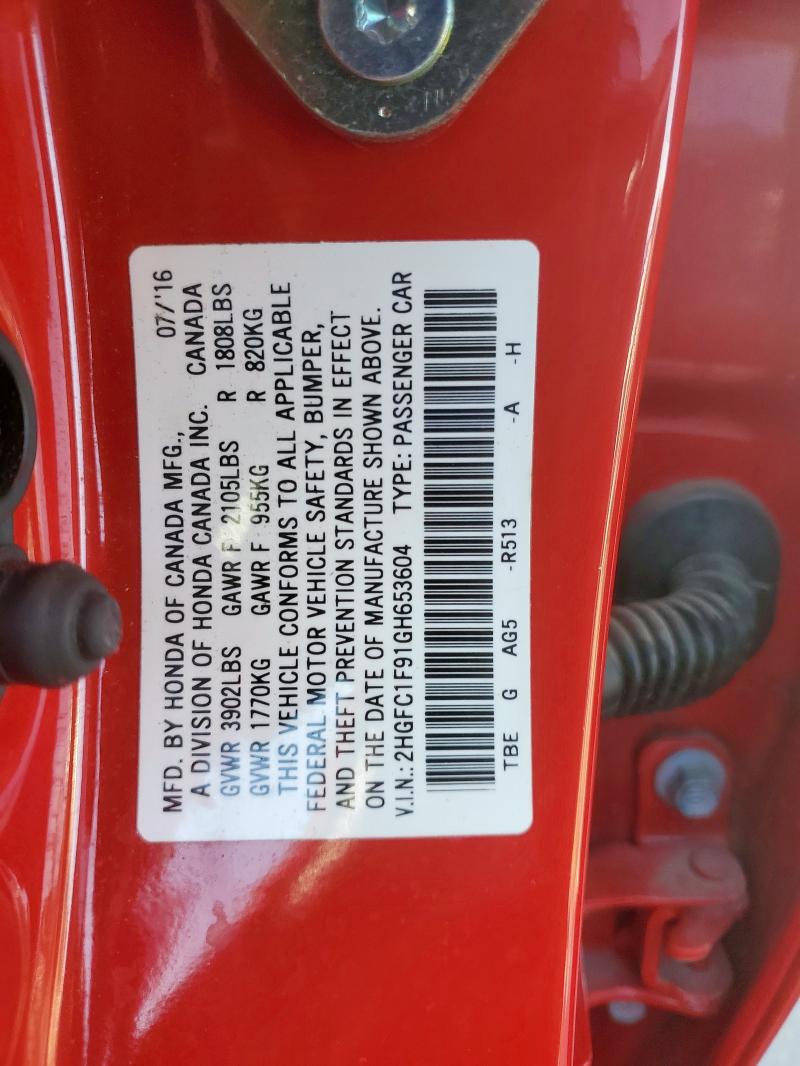 MFD. BY HONDA OF CANADA MFG., 07/'16
A DIVISION OF HONDA CANADA INC. CANADA
GVWR 3902LBS GAWR F 2105LBS R 1808LBS
GVWR 1770KG GAWR F 955KG R 820KG
THIS VEHICLE CONFORMS TO ALL APPLICABLE
FEDERAL MOTOR VEHICLE SAFETY, BUMPER,
AND THEFT PREVENTION STANDARDS IN EFFECT
ON THE DATE OF MANUFACTURE SHOWN ABOVE.
V.I.N.: 2HGFC1F91GH653604 TYPE: PASSENGER CAR
TBE G AG5 -R513 -A -H